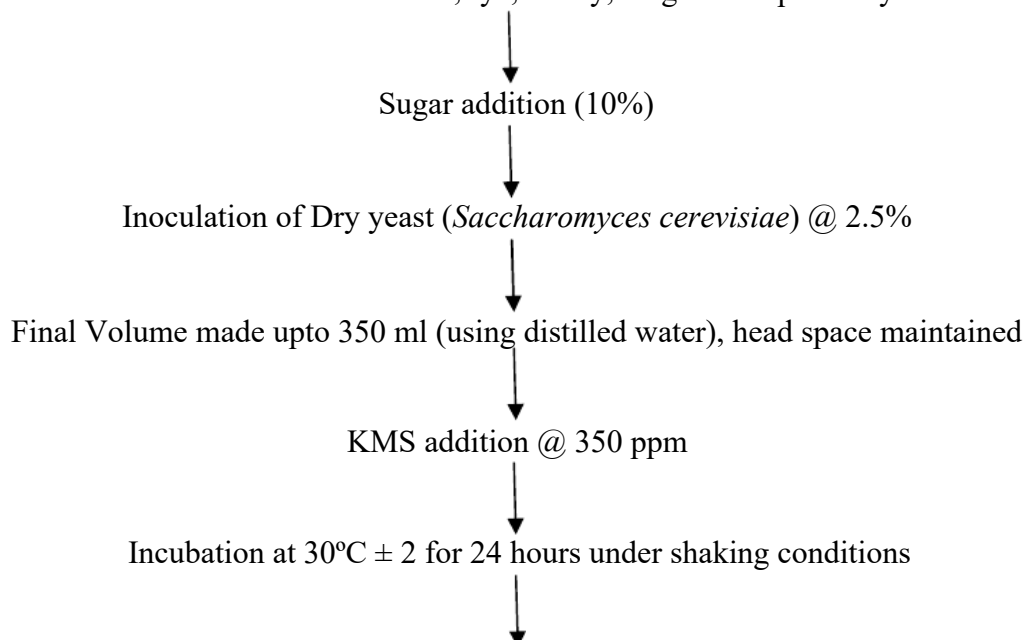 Sugar addition (10%)
Inoculation of Dry yeast (Saccharomyces cerevisiae) @ 2.5%
Final Volume made upto 350 ml (using distilled water), head space maintained
KMS addition @ 350 ppm
Incubation at 30ºC ± 2 for 24 hours under shaking conditions